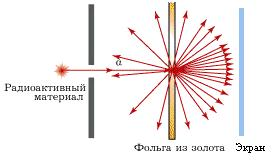 α
Радиоактивный
материал
Фольга из золота
Экран